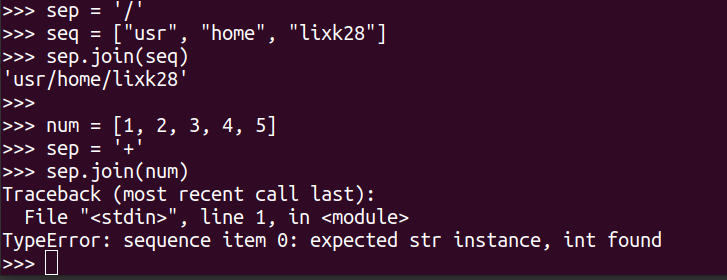 >>> sep = '/'
>>> seq = ["usr", "home", "lixk28"]
>>> sep.join(seq)
'usr/home/lixk28'
>>>
>>> num = [1, 2, 3, 4, 5]
>>> sep = '+'
>>> sep.join(num)
Traceback (most recent call last):
  File "<stdin>", line 1, in <module>
TypeError: sequence item 0: expected str instance, int found
>>>